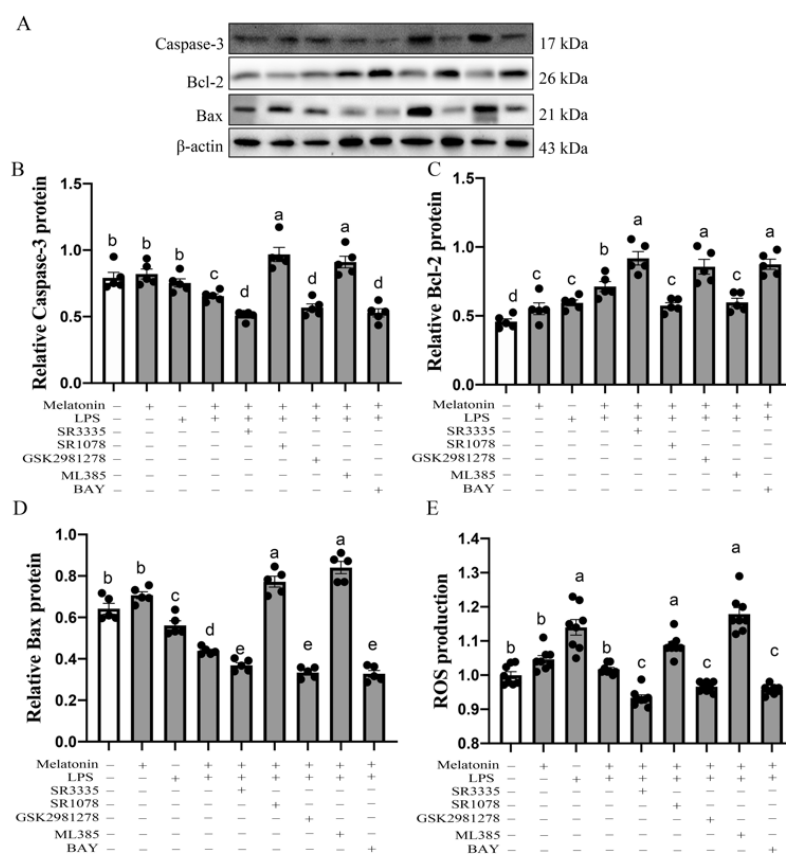 A
Caspase-3 17 kDa
Bcl-2 26 kDa
Bax 21 kDa
β-actin 43 kDa
B
Relative Caspase-3 protein
1.5
1.0
0.5
0.0
b b b c d a d a d
Melatonin – + – + + + + + +
LPS – – + + + + + + +
SR3335 – – – – + – – – –
SR1078 – – – – – + – – –
GSK2981278 – – – – – – + – –
ML385 – – – – – – – + –
BAY – – – – – – – – +
C
Relative Bcl-2 protein
1.5
1.0
0.5
0.0
d c c b a c a c a
Melatonin – + – + + + + + +
LPS – – + + + + + + +
SR3335 – – – – + – – – –
SR1078 – – – – – + – – –
GSK2981278 – – – – – – + – –
ML385 – – – – – – – + –
BAY – – – – – – – – +
D
Relative Bax protein
1.0
0.8
0.6
0.4
0.2
0.0
b b c d e a e a e
Melatonin – + – + + + + + +
LPS – – + + + + + + +
SR3335 – – – – + – – – –
SR1078 – – – – – + – – –
GSK2981278 – – – – – – + – –
ML385 – – – – – – – + –
BAY – – – – – – – – +
E
ROS production
1.4
1.3
1.2
1.1
1.0
0.9
0.8
b b a b c a c a c
Melatonin – + – + + + + + +
LPS – – + + + + + + +
SR3335 – – – – + – – – –
SR1078 – – – – – + – – –
GSK2981278 – – – – – – + – –
ML385 – – – – – – – + –
BAY – – – – – – – – +